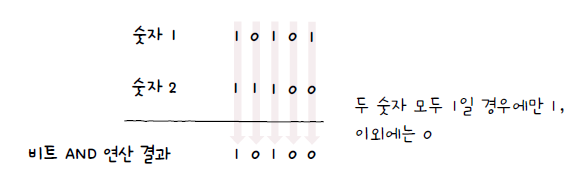 숫자 1 1 0 1 0 1
숫자 2 1 1 1 0 0
두 숫자 모두 1일 경우에만 1,
이외에는 0
비트 AND 연산 결과 1 0 1 0 0